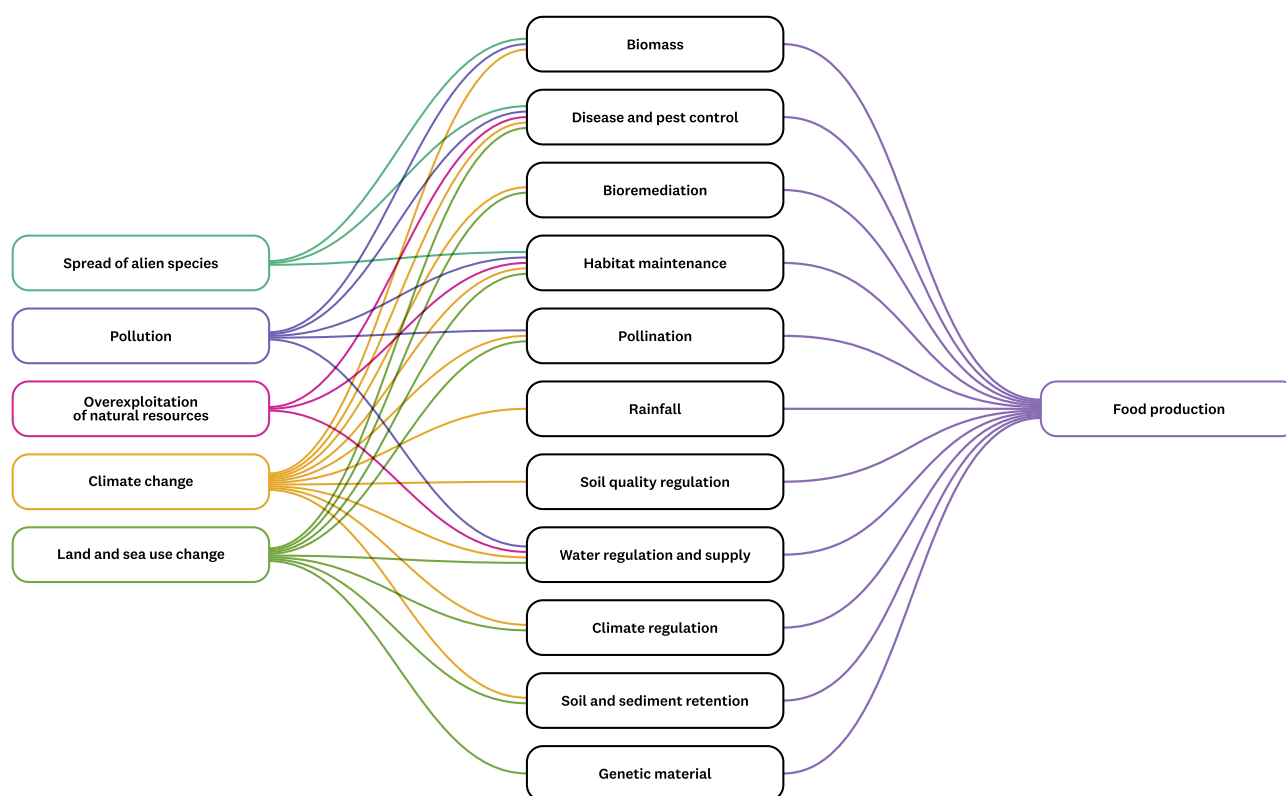 Spread of alien species
Pollution
Overexploitation
of natural resources
Climate change
Land and sea use change
Biomass
Disease and pest control
Bioremediation
Habitat maintenance
Pollination
Rainfall
Soil quality regulation
Water regulation and supply
Climate regulation
Soil and sediment retention
Genetic material
Food production